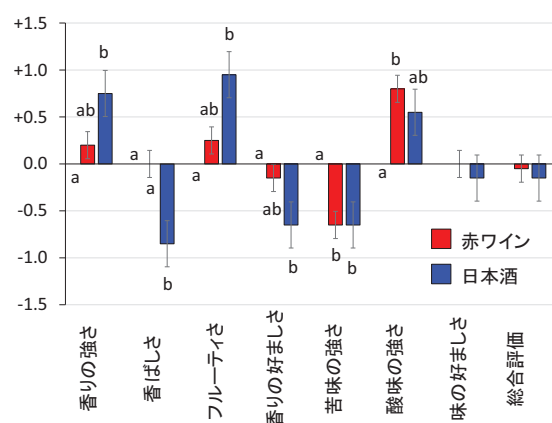 +1.5
+1.0
+0.5
0.0
-0.5
-1.0
-1.5
a
ab
b
a
a
b
a
ab
b
a
ab
b
a
b
b
a
b
ab
赤ワイン
日本酒
香りの強さ
香ばしさ
フルーティさ
香りの好ましさ
苦味の強さ
酸味の強さ
味の好ましさ
総合評価